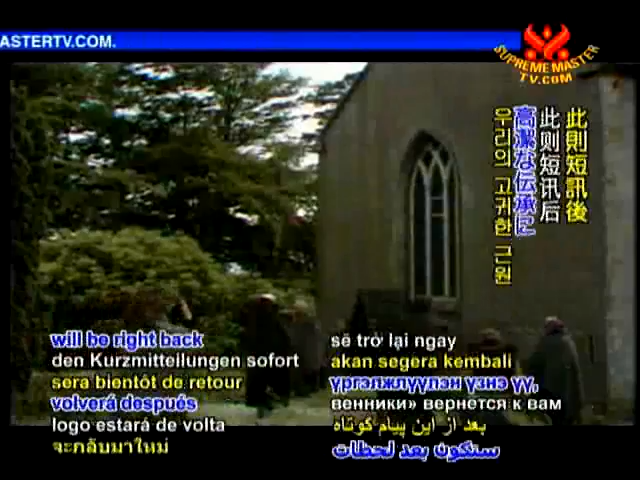 ASTERTV.COM.
SUPREME MASTER
TV.COM
此則短訊後
此则短讯后
高潔な伝承に
우리의 고귀한 근원
will be right back
den Kurzmitteilungen sofort
sera bientôt de retour
volverá después
logo estará de volta
จะกลับมาใหม่
sẽ trở lại ngay
akan segera kembali
үргэлжлүүлэн үзнэ үү,
венники» вернется к вам
بعد از این پیام کوتاه
سنكون بعد لحظات